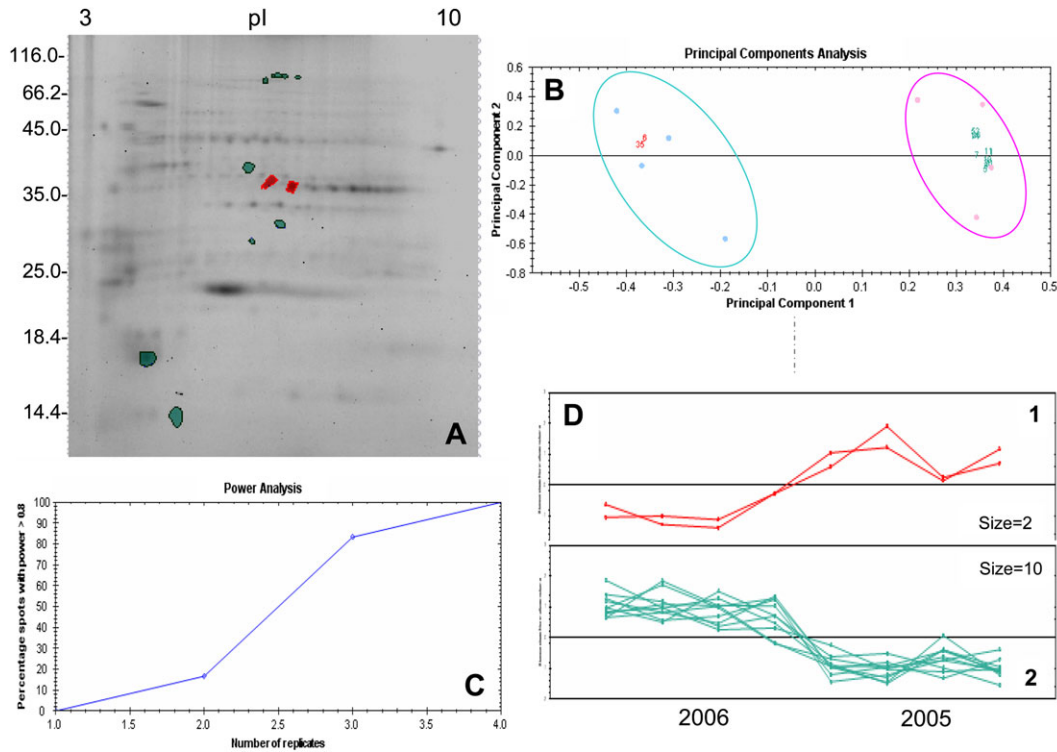 3 pI 10
116.0-
66.2-
45.0-
35.0-
25.0-
18.4-
14.4-
A
Principal Components Analysis
B
Principal Component 2
0.6
0.4
0.2
0.0
-0.2
-0.4
-0.6
-0.8
-0.5 -0.4 -0.3 -0.2 -0.1 0.0 0.1 0.2 0.3 0.4 0.5
Principal Component 1
Power Analysis
Percentage spots with power > 0.8
100
90
80
70
60
50
40
30
20
10
0
1.0 1.5 2.0 2.5 3.0 3.5 4.0
Number of replicates
C
D
1
Size=2
Size=10
2
2006 2005